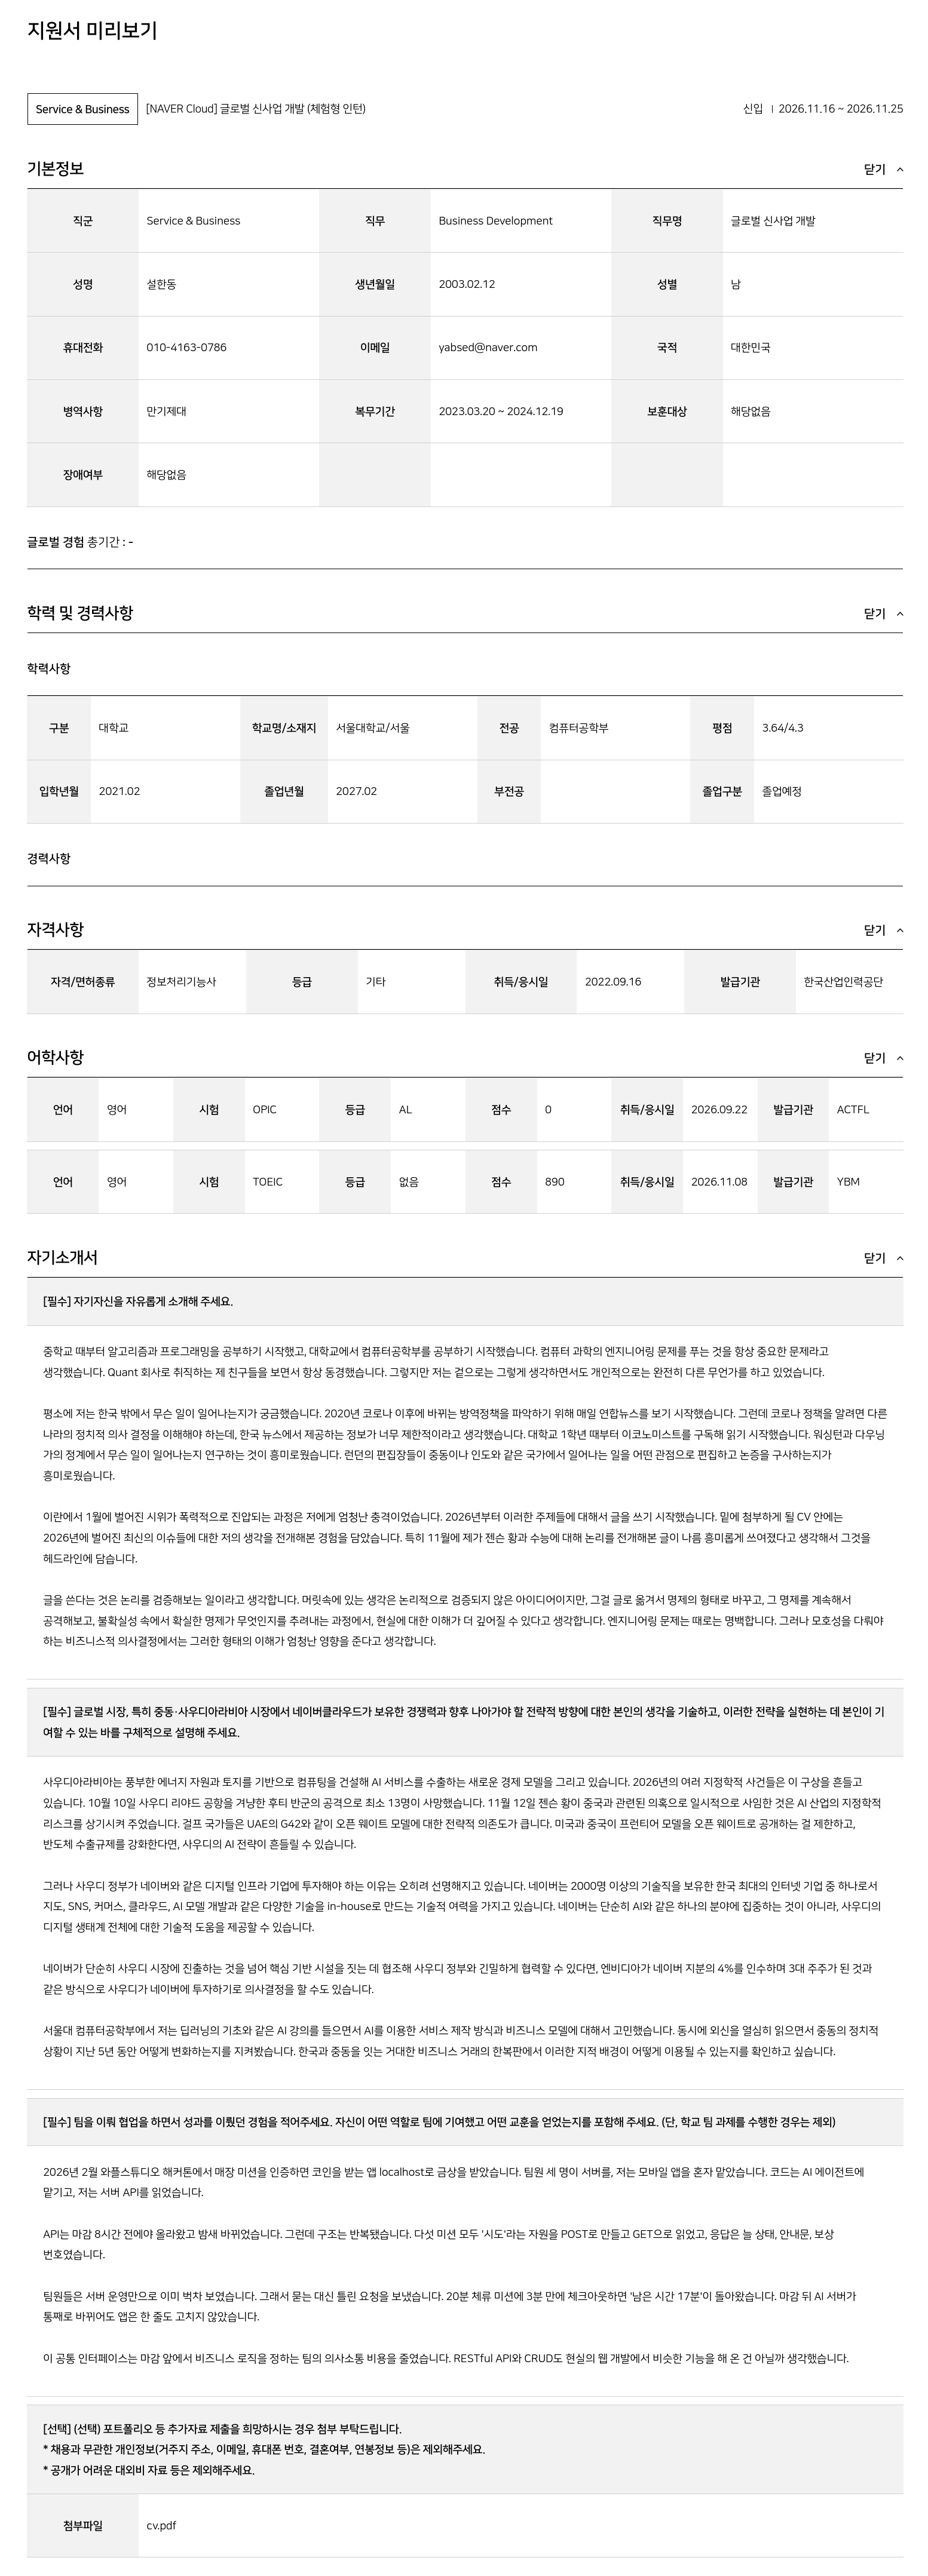 지원서 미리보기
Service & Business [NAVER Cloud] 글로벌 신사업 개발 (체험형 인턴) 신입 | 2026.11.16 ~ 2026.11.25
기본정보 닫기
직군 Service & Business 직무 Business Development 직무명 글로벌 신사업 개발
성명 설한동 생년월일 2003.02.12 성별 남
휴대전화 010-4163-0786 이메일 yabsed@naver.com 국적 대한민국
병역사항 만기제대 복무기간 2023.03.20 ~ 2024.12.19 보훈대상 해당없음
장애여부 해당없음
글로벌 경험 총기간 : -
학력 및 경력사항 닫기
학력사항
구분 대학교 학교명/소재지 서울대학교/서울 전공 컴퓨터공학부 평점 3.64/4.3
입학년월 2021.02 졸업년월 2027.02 부전공 졸업구분 졸업예정
경력사항
자격사항 닫기
자격/면허종류 정보처리기능사 등급 기타 취득/응시일 2022.09.16 발급기관 한국산업인력공단
어학사항 닫기
언어 영어 시험 OPIC 등급 AL 점수 0 취득/응시일 2026.09.22 발급기관 ACTFL
언어 영어 시험 TOEIC 등급 없음 점수 890 취득/응시일 2026.11.08 발급기관 YBM
자기소개서 닫기
[필수] 자기자신을 자유롭게 소개해 주세요.
중학교 때부터 알고리즘과 프로그래밍을 공부하기 시작했고, 대학교에서 컴퓨터공학부를 공부하기 시작했습니다. 컴퓨터 과학의 엔지니어링 문제를 푸는 것을 항상 중요한 문제라고
생각했습니다. Quant 회사로 취직하는 제 친구들을 보면서 항상 동경했습니다. 그렇지만 저는 겉으로는 그렇게 생각하면서도 개인적으로는 완전히 다른 무언가를 하고 있었습니다.
평소에 저는 한국 밖에서 무슨 일이 일어나는지가 궁금했습니다. 2020년 코로나 이후에 바뀌는 방역정책을 파악하기 위해 매일 연합뉴스를 보기 시작했습니다. 그런데 코로나 정책을 알려면 다른
나라의 정치적 의사 결정을 이해해야 하는데, 한국 뉴스에서 제공하는 정보가 너무 제한적이라고 생각했습니다. 대학교 1학년 때부터 이코노미스트를 구독해 읽기 시작했습니다. 워싱턴과 다우닝
가의 정계에서 무슨 일이 일어나는지 연구하는 것이 흥미로웠습니다. 런던의 편집장들이 중동이나 인도와 같은 국가에서 일어나는 일을 어떤 관점으로 편집하고 논증을 구사하는지가
흥미로웠습니다.
이란에서 1월에 벌어진 시위가 폭력적으로 진압되는 과정은 저에게 엄청난 충격이었습니다. 2026년부터 이러한 주제들에 대해서 글을 쓰기 시작했습니다. 밑에 첨부하게 될 CV 안에는
2026년에 벌어진 최신의 이슈들에 대한 저의 생각을 전개해본 경험을 담았습니다. 특히 11월에 제가 젠슨 황과 수능에 대해 논리를 전개해본 글이 나름 흥미롭게 쓰여졌다고 생각해서 그것을
헤드라인에 담습니다.
글을 쓴다는 것은 논리를 검증해보는 일이라고 생각합니다. 머릿속에 있는 생각은 논리적으로 검증되지 않은 아이디어이지만, 그걸 글로 옮겨서 명제의 형태로 바꾸고, 그 명제를 계속해서
공격해보고, 불확실성 속에서 확실한 명제가 무엇인지를 추려내는 과정에서, 현실에 대한 이해가 더 깊어질 수 있다고 생각합니다. 엔지니어링 문제는 때로는 명백합니다. 그러나 모호성을 다뤄야
하는 비즈니스적 의사결정에서는 그러한 형태의 이해가 엄청난 영향을 준다고 생각합니다.
[필수] 글로벌 시장, 특히 중동·사우디아라비아 시장에서 네이버클라우드가 보유한 경쟁력과 향후 나아가야 할 전략적 방향에 대한 본인의 생각을 기술하고, 이러한 전략을 실현하는 데 본인이 기
여할 수 있는 바를 구체적으로 설명해 주세요.
사우디아라비아는 풍부한 에너지 자원과 토지를 기반으로 컴퓨팅을 건설해 AI 서비스를 수출하는 새로운 경제 모델을 그리고 있습니다. 2026년의 여러 지정학적 사건들은 이 구상을 흔들고
있습니다. 10월 10일 사우디 리야드 공항을 겨냥한 후티 반군의 공격으로 최소 13명이 사망했습니다. 11월 12일 젠슨 황이 중국과 관련된 의혹으로 일시적으로 사임한 것은 AI 산업의 지정학적
리스크를 상기시켜 주었습니다. 걸프 국가들은 UAE의 G42와 같이 오픈 웨이트 모델에 대한 전략적 의존도가 큽니다. 미국과 중국이 프런티어 모델을 오픈 웨이트로 공개하는 걸 제한하고,
반도체 수출규제를 강화한다면, 사우디의 AI 전략이 흔들릴 수 있습니다.
그러나 사우디 정부가 네이버와 같은 디지털 인프라 기업에 투자해야 하는 이유는 오히려 선명해지고 있습니다. 네이버는 2000명 이상의 기술직을 보유한 한국 최대의 인터넷 기업 중 하나로서
지도, SNS, 커머스, 클라우드, AI 모델 개발과 같은 다양한 기술을 in-house로 만드는 기술적 여력을 가지고 있습니다. 네이버는 단순히 AI와 같은 하나의 분야에 집중하는 것이 아니라, 사우디의
디지털 생태계 전체에 대한 기술적 도움을 제공할 수 있습니다.
네이버가 단순히 사우디 시장에 진출하는 것을 넘어 핵심 기반 시설을 짓는 데 협조해 사우디 정부와 긴밀하게 협력할 수 있다면, 엔비디아가 네이버 지분의 4%를 인수하며 3대 주주가 된 것과
같은 방식으로 사우디가 네이버에 투자하기로 의사결정을 할 수도 있습니다.
서울대 컴퓨터공학부에서 저는 딥러닝의 기초와 같은 AI 강의를 들으면서 AI를 이용한 서비스 제작 방식과 비즈니스 모델에 대해서 고민했습니다. 동시에 외신을 열심히 읽으면서 중동의 정치적
상황이 지난 5년 동안 어떻게 변화하는지를 지켜봤습니다. 한국과 중동을 잇는 거대한 비즈니스 거래의 한복판에서 이러한 지적 배경이 어떻게 이용될 수 있는지를 확인하고 싶습니다.
[필수] 팀을 이뤄 협업을 하면서 성과를 이뤘던 경험을 적어주세요. 자신이 어떤 역할로 팀에 기여했고 어떤 교훈을 얻었는지를 포함해 주세요. (단, 학교 팀 과제를 수행한 경우는 제외)
2026년 2월 와플스튜디오 해커톤에서 매장 미션을 인증하면 코인을 받는 앱 localhost로 금상을 받았습니다. 팀원 세 명이 서버를, 저는 모바일 앱을 혼자 맡았습니다. 코드는 AI 에이전트에
맡기고, 저는 서버 API를 읽었습니다.
API는 마감 8시간 전에야 올라왔고 밤새 바뀌었습니다. 그런데 구조는 반복됐습니다. 다섯 미션 모두 '시도'라는 자원을 POST로 만들고 GET으로 읽었고, 응답은 늘 상태, 안내문, 보상
번호였습니다.
팀원들은 서버 운영만으로 이미 벅차 보였습니다. 그래서 묻는 대신 틀린 요청을 보냈습니다. 20분 체류 미션에 3분 만에 체크아웃하면 '남은 시간 17분'이 돌아왔습니다. 마감 뒤 AI 서버가
통째로 바뀌어도 앱은 한 줄도 고치지 않았습니다.
이 공통 인터페이스는 마감 앞에서 비즈니스 로직을 정하는 팀의 의사소통 비용을 줄였습니다. RESTful API와 CRUD도 현실의 웹 개발에서 비슷한 기능을 해 온 건 아닐까 생각했습니다.
[선택] (선택) 포트폴리오 등 추가자료 제출을 희망하시는 경우 첨부 부탁드립니다.
* 채용과 무관한 개인정보(거주지 주소, 이메일, 휴대폰 번호, 결혼여부, 연봉정보 등)은 제외해주세요.
* 공개가 어려운 대외비 자료 등은 제외해주세요.
첨부파일 cv.pdf